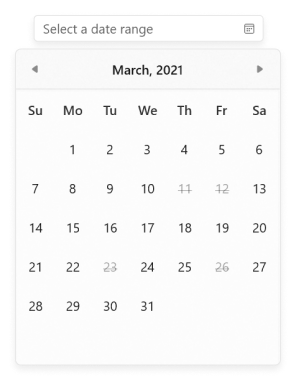 Select a date range
March, 2021
Su Mo Tu We Th Fr Sa
1 2 3 4 5 6
7 8 9 10 11 12 13
14 15 16 17 18 19 20
21 22 23 24 25 26 27
28 29 30 31